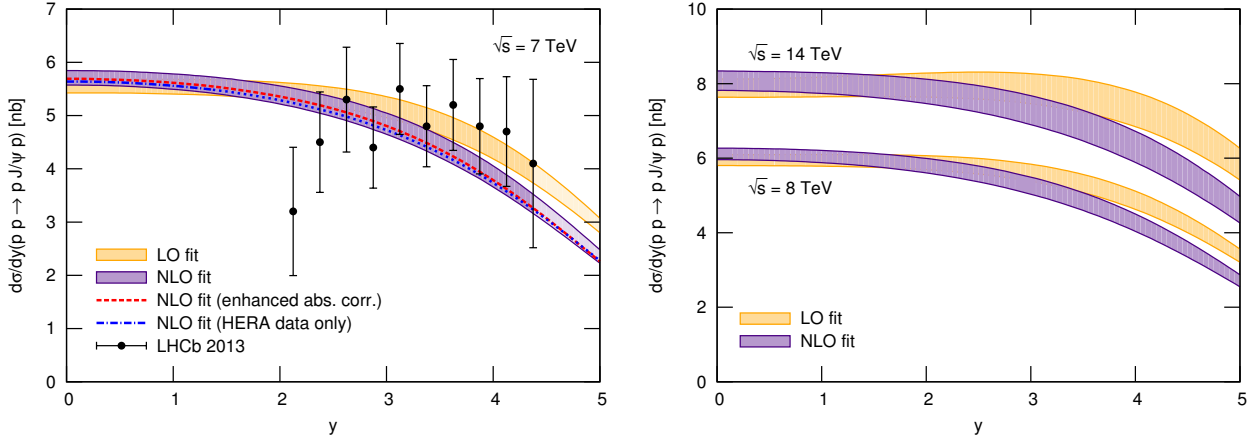 dσ/dy(p p → p J/ψ p) [nb]
7
6
5
4
3
2
1
0
√s = 7 TeV
LO fit
NLO fit
NLO fit (enhanced abs. corr.)
NLO fit (HERA data only)
LHCb 2013
0 1 2 3 4 5
y
dσ/dy(p p → p J/ψ p) [nb]
10
8
6
4
2
0
√s = 14 TeV
√s = 8 TeV
LO fit
NLO fit
0 1 2 3 4 5
y